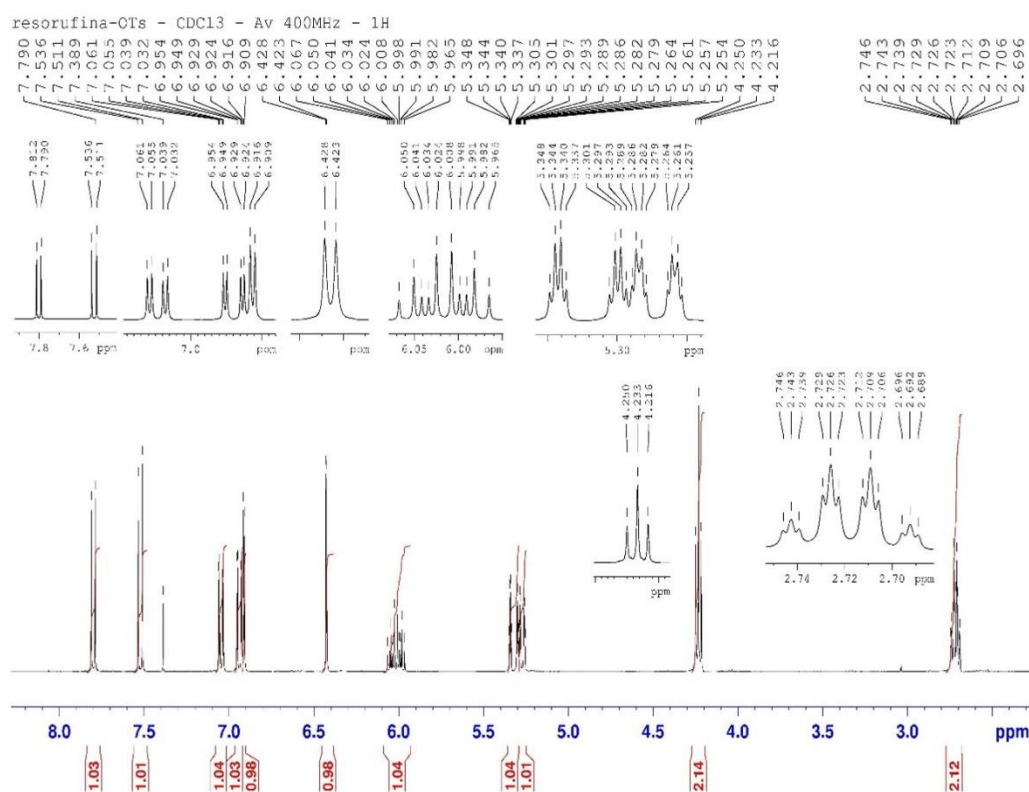 resorufina-OTs - CDCl3 - Av 400MHz - 1H
7.790 7.536 7.511 7.389 7.061 7.055 7.039 7.032 6.954 6.949 6.929 6.924 6.916 6.909 6.428 6.423 6.067 6.050 6.041 6.034 6.024 6.008 5.998 5.991 5.982 5.965 5.348 5.344 5.340 5.337 5.305 5.301 5.297 5.293 5.289 5.286 5.282 5.279 5.264 5.261 5.257 5.254 4.250 4.233 4.216 2.746 2.743 2.739 2.729 2.726 2.723 2.712 2.709 2.706 2.696
7.812 7.790 7.536 7.511 7.061 7.055 7.039 7.032 6.954 6.949 6.929 6.924 6.916 6.909 6.428 6.423 6.050 6.041 6.034 6.024 6.008 5.998 5.991 5.982 5.965 5.348 5.344 5.340 5.337 5.301 5.297 5.293 5.289 5.286 5.282 5.279 5.264 5.261 5.257
7.8 7.6 ppm 7.0 ppm ppm 6.05 6.00 ppm 5.30 ppm
4.250 4.233 4.216 2.746 2.743 2.739 2.729 2.726 2.723 2.712 2.709 2.706 2.696 2.692 2.689
ppm 2.74 2.72 2.70 ppm
8.0 7.5 7.0 6.5 6.0 5.5 5.0 4.5 4.0 3.5 3.0 ppm
1.03 1.01 1.04 1.03 0.98 0.98 1.04 1.04 1.01 2.14 2.12